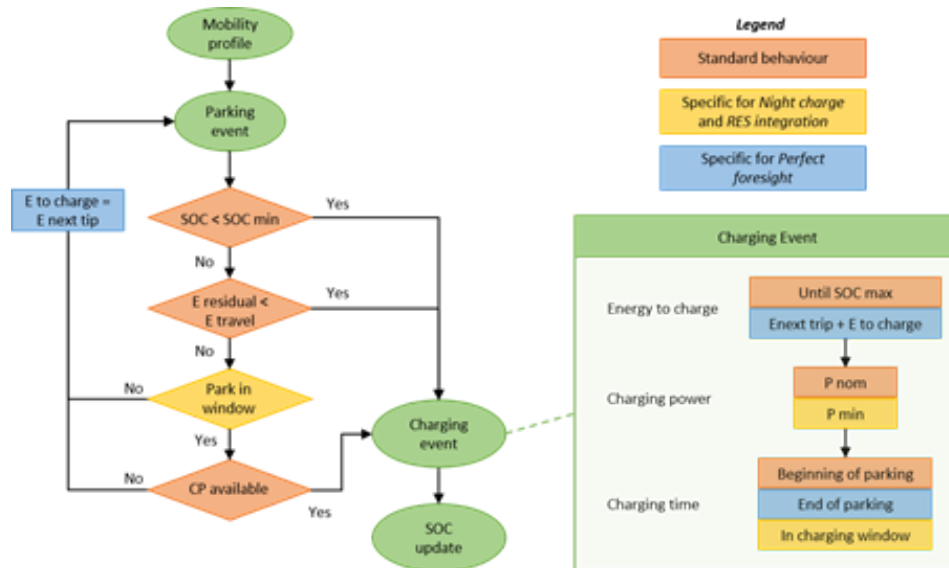 Mobility
profile
Parking
event
E to charge =
E next tip
SOC < SOC min
Yes
No
E residual <
E travel
Yes
No
Park in
window
No
Yes
CP available
No
Yes
Charging
event
SOC
update
Legend
Standard behaviour
Specific for Night charge
and RES integration
Specific for Perfect
foresight
Charging Event
Energy to charge
Until SOC max
Enext trip + E to charge
Charging power
P nom
P min
Charging time
Beginning of parking
End of parking
In charging window